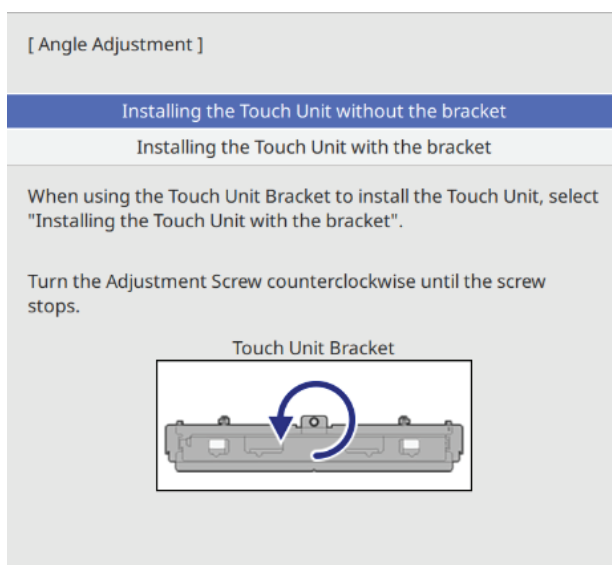 [ Angle Adjustment ]
Installing the Touch Unit without the bracket
Installing the Touch Unit with the bracket
When using the Touch Unit Bracket to install the Touch Unit, select
"Installing the Touch Unit with the bracket".
Turn the Adjustment Screw counterclockwise until the screw
stops.
Touch Unit Bracket